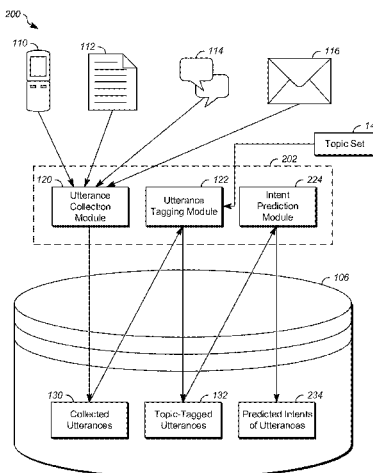 200
110
112
114
116
14
Topic Set
202
120
122
224
Utterance
Collection
Module
Utterance
Tagging Module
Intent
Prediction
Module
106
130
132
234
Collected
Utterances
Topic-Tagged
Utterances
Predicted Intents
of Utterances